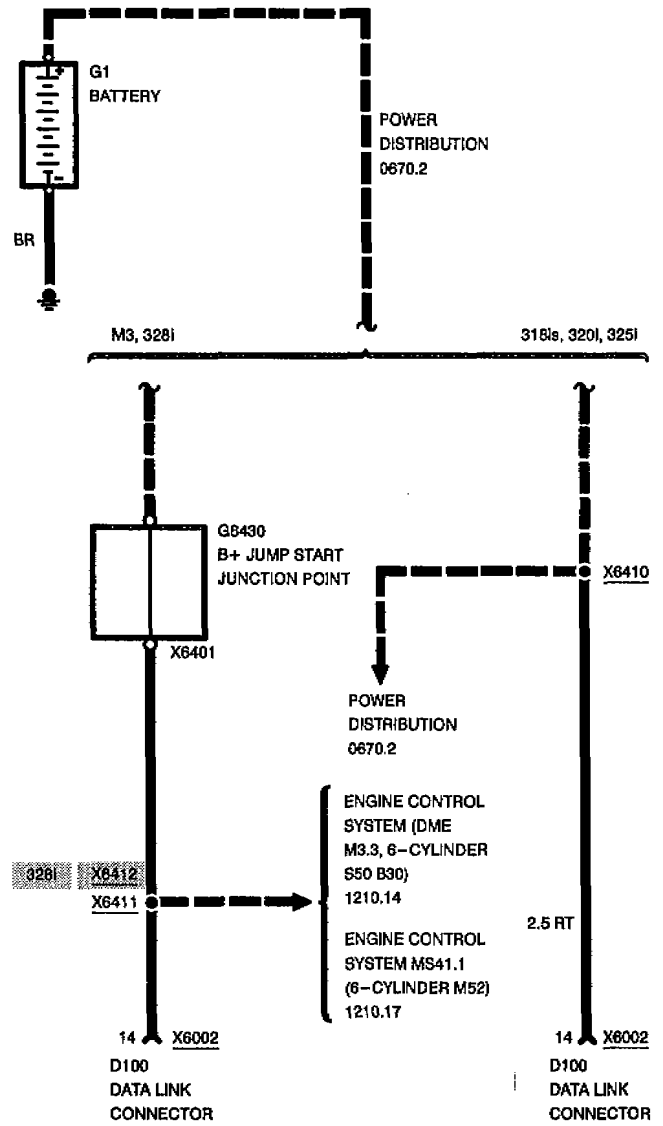 G1
BATTERY
+
-
BR
POWER
DISTRIBUTION
0670.2
M3, 328i
318is, 320i, 325i
G6430
B+ JUMP START
JUNCTION POINT
X6401
X6410
POWER
DISTRIBUTION
0670.2
ENGINE CONTROL
SYSTEM (DME
M3.3, 6-CYLINDER
S50 B30)
1210.14
328i X6412
X6411
ENGINE CONTROL
SYSTEM MS41.1
(6-CYLINDER M52)
1210.17
2.5 RT
14 X6002
D100
DATA LINK
CONNECTOR
14 X6002
D100
DATA LINK
CONNECTOR